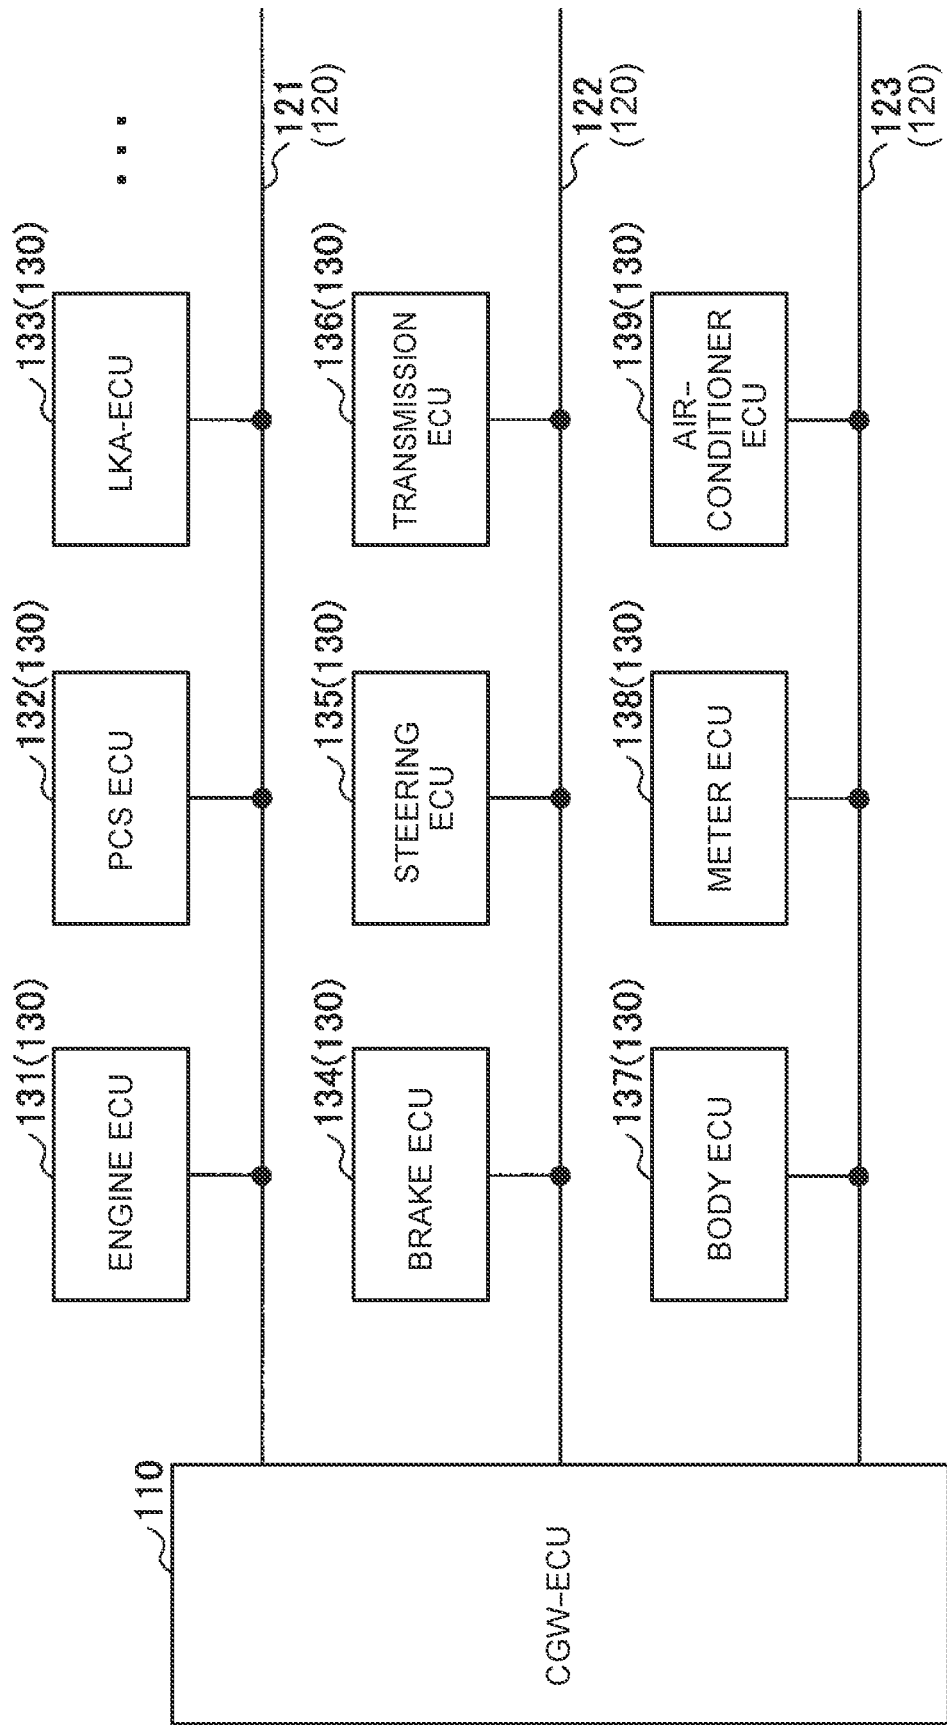 110
CGW-ECU
131(130)
ENGINE ECU
132(130)
PCS ECU
133(130)
LKA-ECU
...
121
(120)
134(130)
BRAKE ECU
135(130)
STEERING
ECU
136(130)
TRANSMISSION
ECU
122
(120)
137(130)
BODY ECU
138(130)
METER ECU
139(130)
AIR-
CONDITIONER
ECU
123
(120)